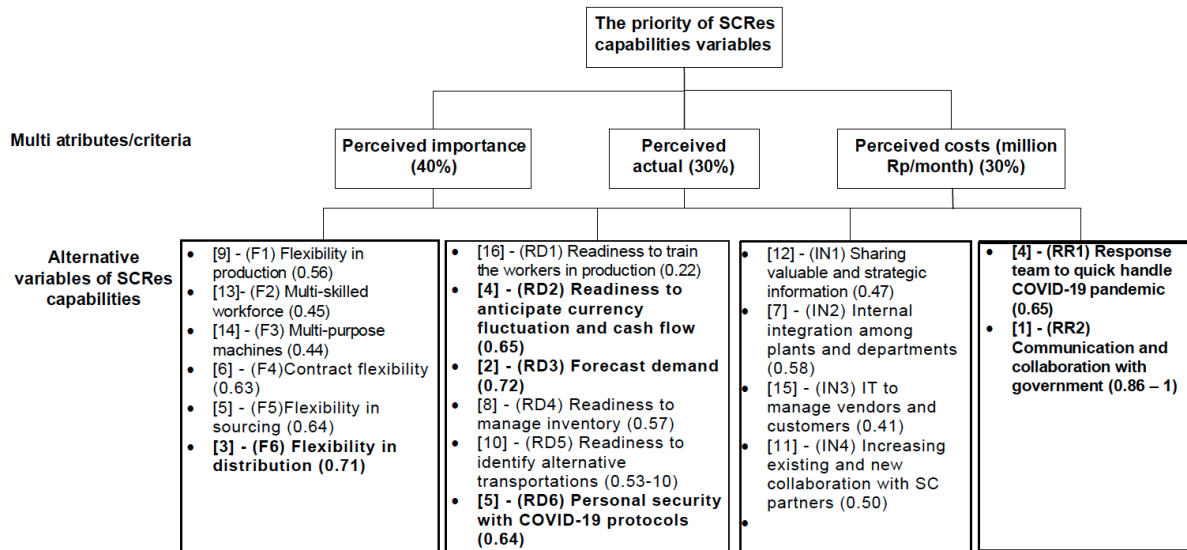 The priority of SCRes
capabilities variables
Multi atributes/criteria
Perceived importance
(40%)
Perceived
actual (30%)
Perceived costs (million
Rp/month) (30%)
Alternative
variables of SCRes
capabilities
• [9] - (F1) Flexibility in
production (0.56)
• [13]- (F2) Multi-skilled
workforce (0.45)
• [14] - (F3) Multi-purpose
machines (0.44)
• [6] - (F4)Contract flexibility
(0.63)
• [5] - (F5)Flexibility in
sourcing (0.64)
• [3] - (F6) Flexibility in
distribution (0.71)
• [16] - (RD1) Readiness to train
the workers in production (0.22)
• [4] - (RD2) Readiness to
anticipate currency
fluctuation and cash flow
(0.65)
• [2] - (RD3) Forecast demand
(0.72)
• [8] - (RD4) Readiness to
manage inventory (0.57)
• [10] - (RD5) Readiness to
identify alternative
transportations (0.53-10)
• [5] - (RD6) Personal security
with COVID-19 protocols
(0.64)
• [12] - (IN1) Sharing
valuable and strategic
information (0.47)
• [7] - (IN2) Internal
integration among
plants and departments
(0.58)
• [15] - (IN3) IT to
manage vendors and
customers (0.41)
• [11] - (IN4) Increasing
existing and new
collaboration with SC
partners (0.50)
•
• [4] - (RR1) Response
team to quick handle
COVID-19 pandemic
(0.65)
• [1] - (RR2)
Communication and
collaboration with
government (0.86 – 1)